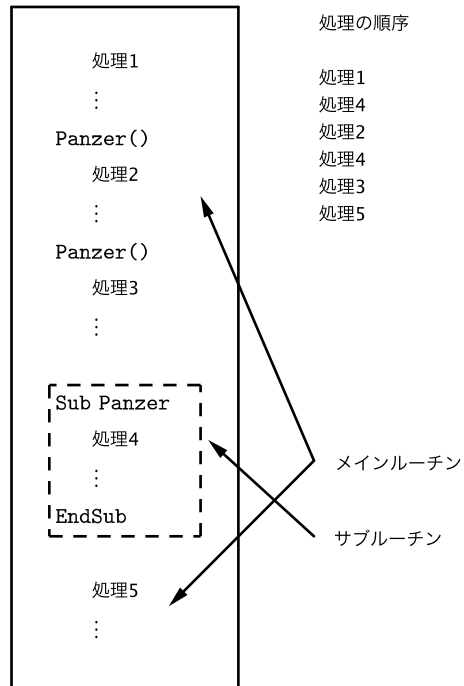 処理1
⋮
Panzer()
処理2
⋮
Panzer()
処理3
⋮
Sub Panzer
処理4
⋮
EndSub
処理5
⋮
処理の順序
処理1
処理4
処理2
処理4
処理3
処理5
メインルーチン
サブルーチン